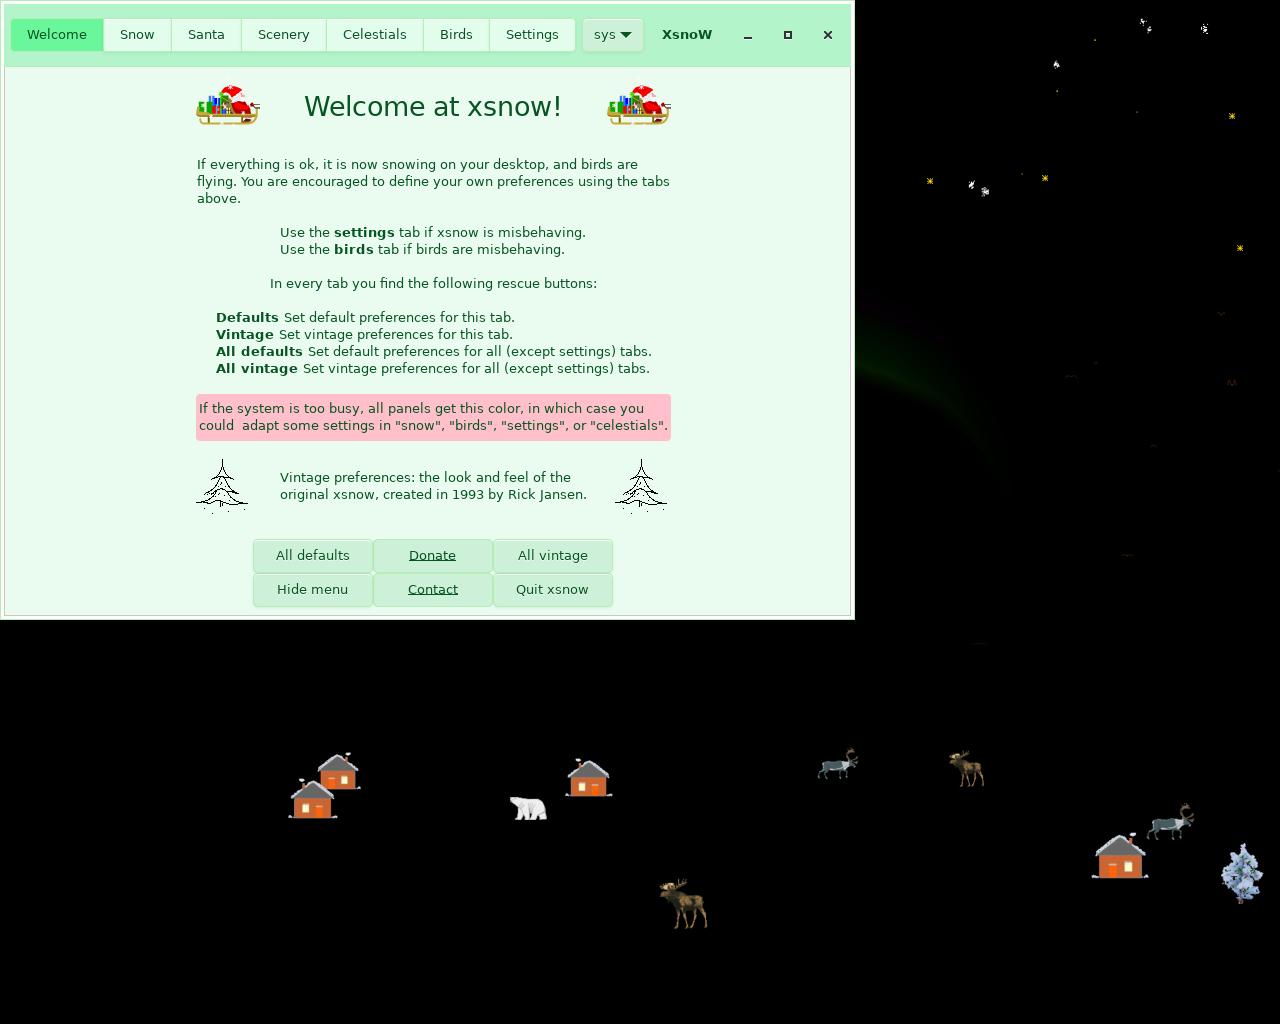 Welcome Snow Santa Scenery Celestials Birds Settings sys XsnoW
Welcome at xsnow!
If everything is ok, it is now snowing on your desktop, and birds are
flying. You are encouraged to define your own preferences using the tabs
above.
Use the settings tab if xsnow is misbehaving.
Use the birds tab if birds are misbehaving.
In every tab you find the following rescue buttons:
Defaults Set default preferences for this tab.
Vintage Set vintage preferences for this tab.
All defaults Set default preferences for all (except settings) tabs.
All vintage Set vintage preferences for all (except settings) tabs.
If the system is too busy, all panels get this color, in which case you
could  adapt some settings in "snow", "birds", "settings", or "celestials".
Vintage preferences: the look and feel of the
original xsnow, created in 1993 by Rick Jansen.
All defaults Donate All vintage
Hide menu Contact Quit xsnow